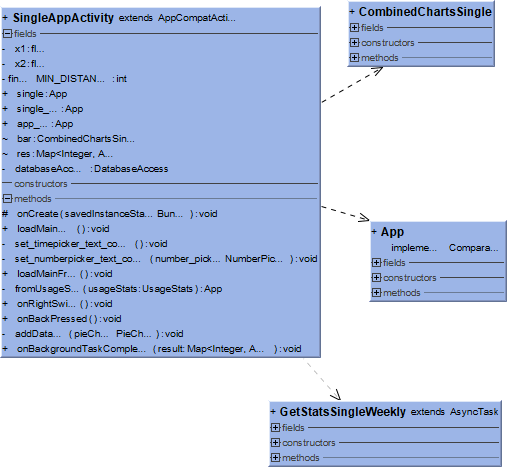 + SingleAppActivity extends AppCompatActi...
fields
- x1:fl...
- x2:fl...
- fin... MIN_DISTAN... :int
+ single:App
+ single_... :App
+ app_... :App
~ bar:CombinedChartsSin...
~ res:Map<Integer, A...
- databaseAcc... :DatabaseAccess
constructors
methods
# onCreate(savedInstanceSta... Bun... ):void
+ loadMain... ():void
- set_timepicker_text_co... ():void
- set_numberpicker_text_co... (number_pick... NumberPic... ):void
+ loadMainFr... ():void
- fromUsageS... (usageStats:UsageStats):App
+ onRightSwi... ():void
+ onBackPressed():void
- addData... (pieCh... PieCh... ):void
+ onBackgroundTaskComple... (result:Map<Integer, A... ):void
+ CombinedChartsSingle
fields
constructors
methods
+ App
impleme... Compara...
fields
constructors
methods
+ GetStatsSingleWeekly extends AsyncTask
fields
constructors
methods